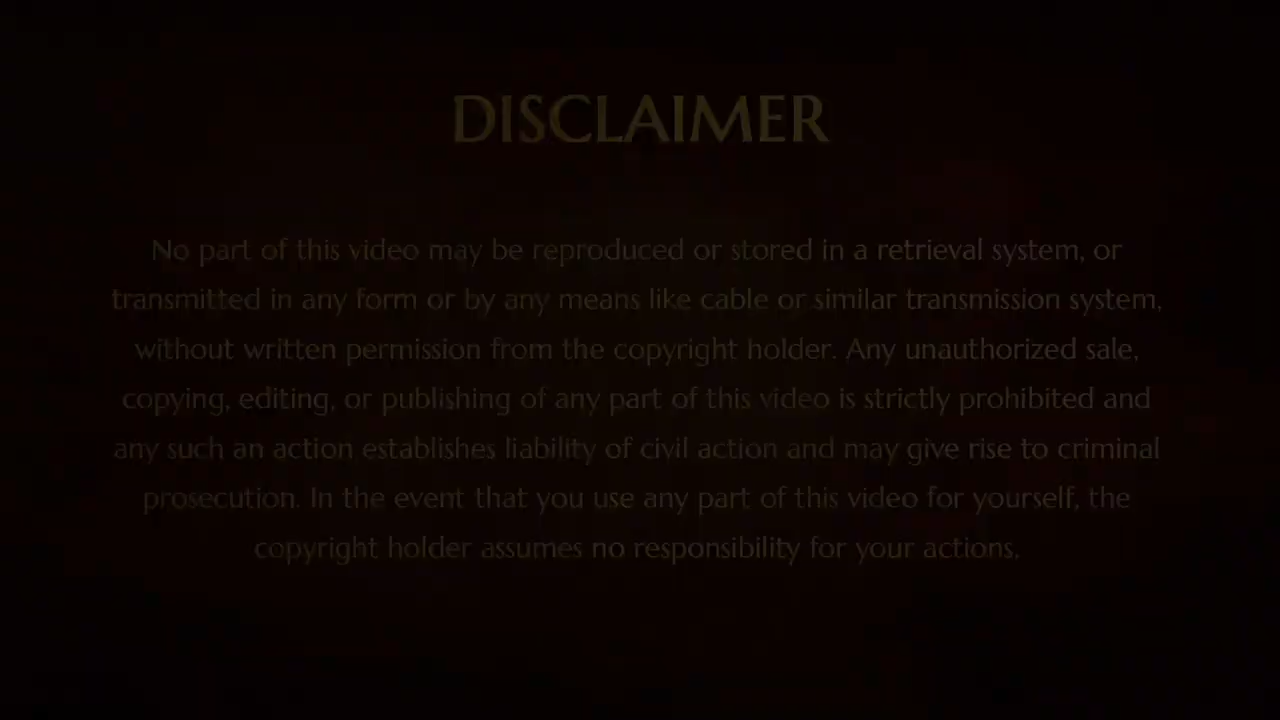 DISCLAIMER
No part of this video may be reproduced or stored in a retrieval system, or
transmitted in any form or by any means like cable or similar transmission system,
without written permission from the copyright holder. Any unauthorized sale,
copying, editing, or publishing of any part of this video is strictly prohibited and
any such an action establishes liability of civil action and may give rise to criminal
prosecution. In the event that you use any part of this video for yourself, the
copyright holder assumes no responsibility for your actions.